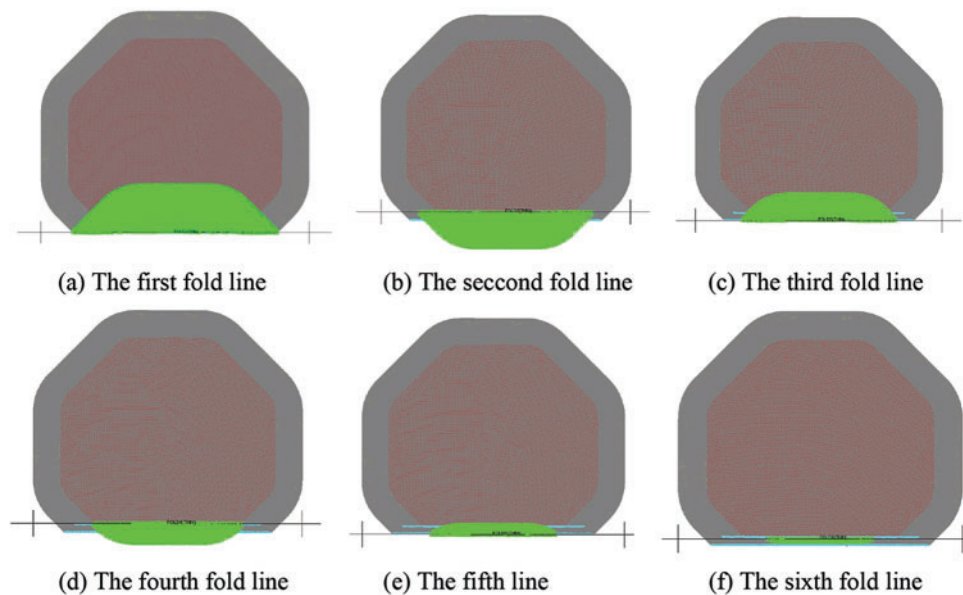 (a) The first fold line
(b) The seccond fold line
(c) The third fold line
(d) The fourth fold line
(e) The fifth line
(f) The sixth fold line